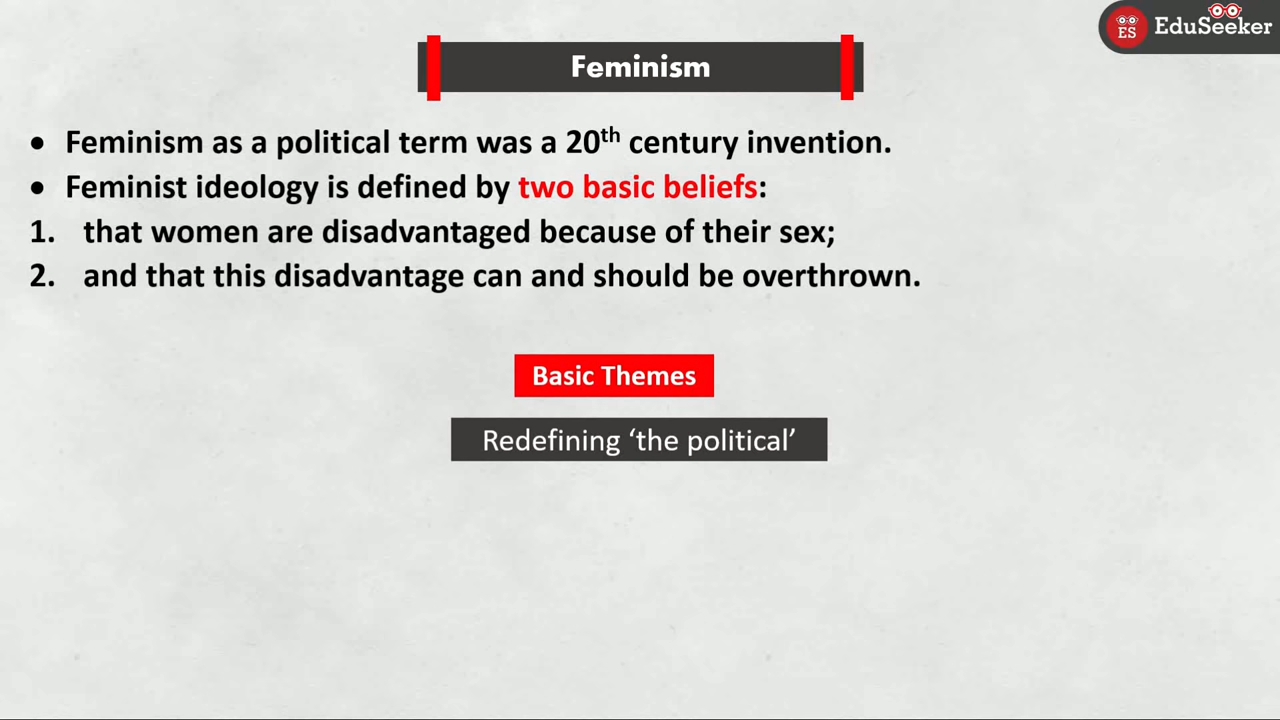 ES EduSeeker
Feminism
• Feminism as a political term was a 20th century invention.
• Feminist ideology is defined by two basic beliefs:
1. that women are disadvantaged because of their sex;
2. and that this disadvantage can and should be overthrown.
Basic Themes
Redefining ‘the political’